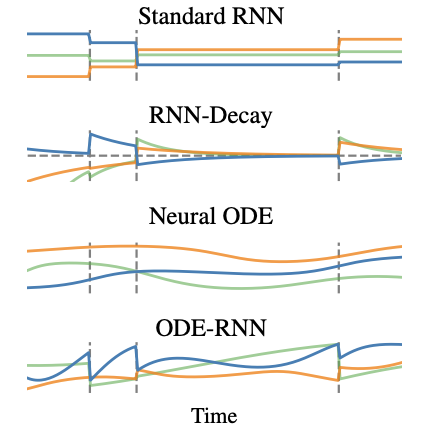 Standard RNN
RNN-Decay
Neural ODE
ODE-RNN
Time